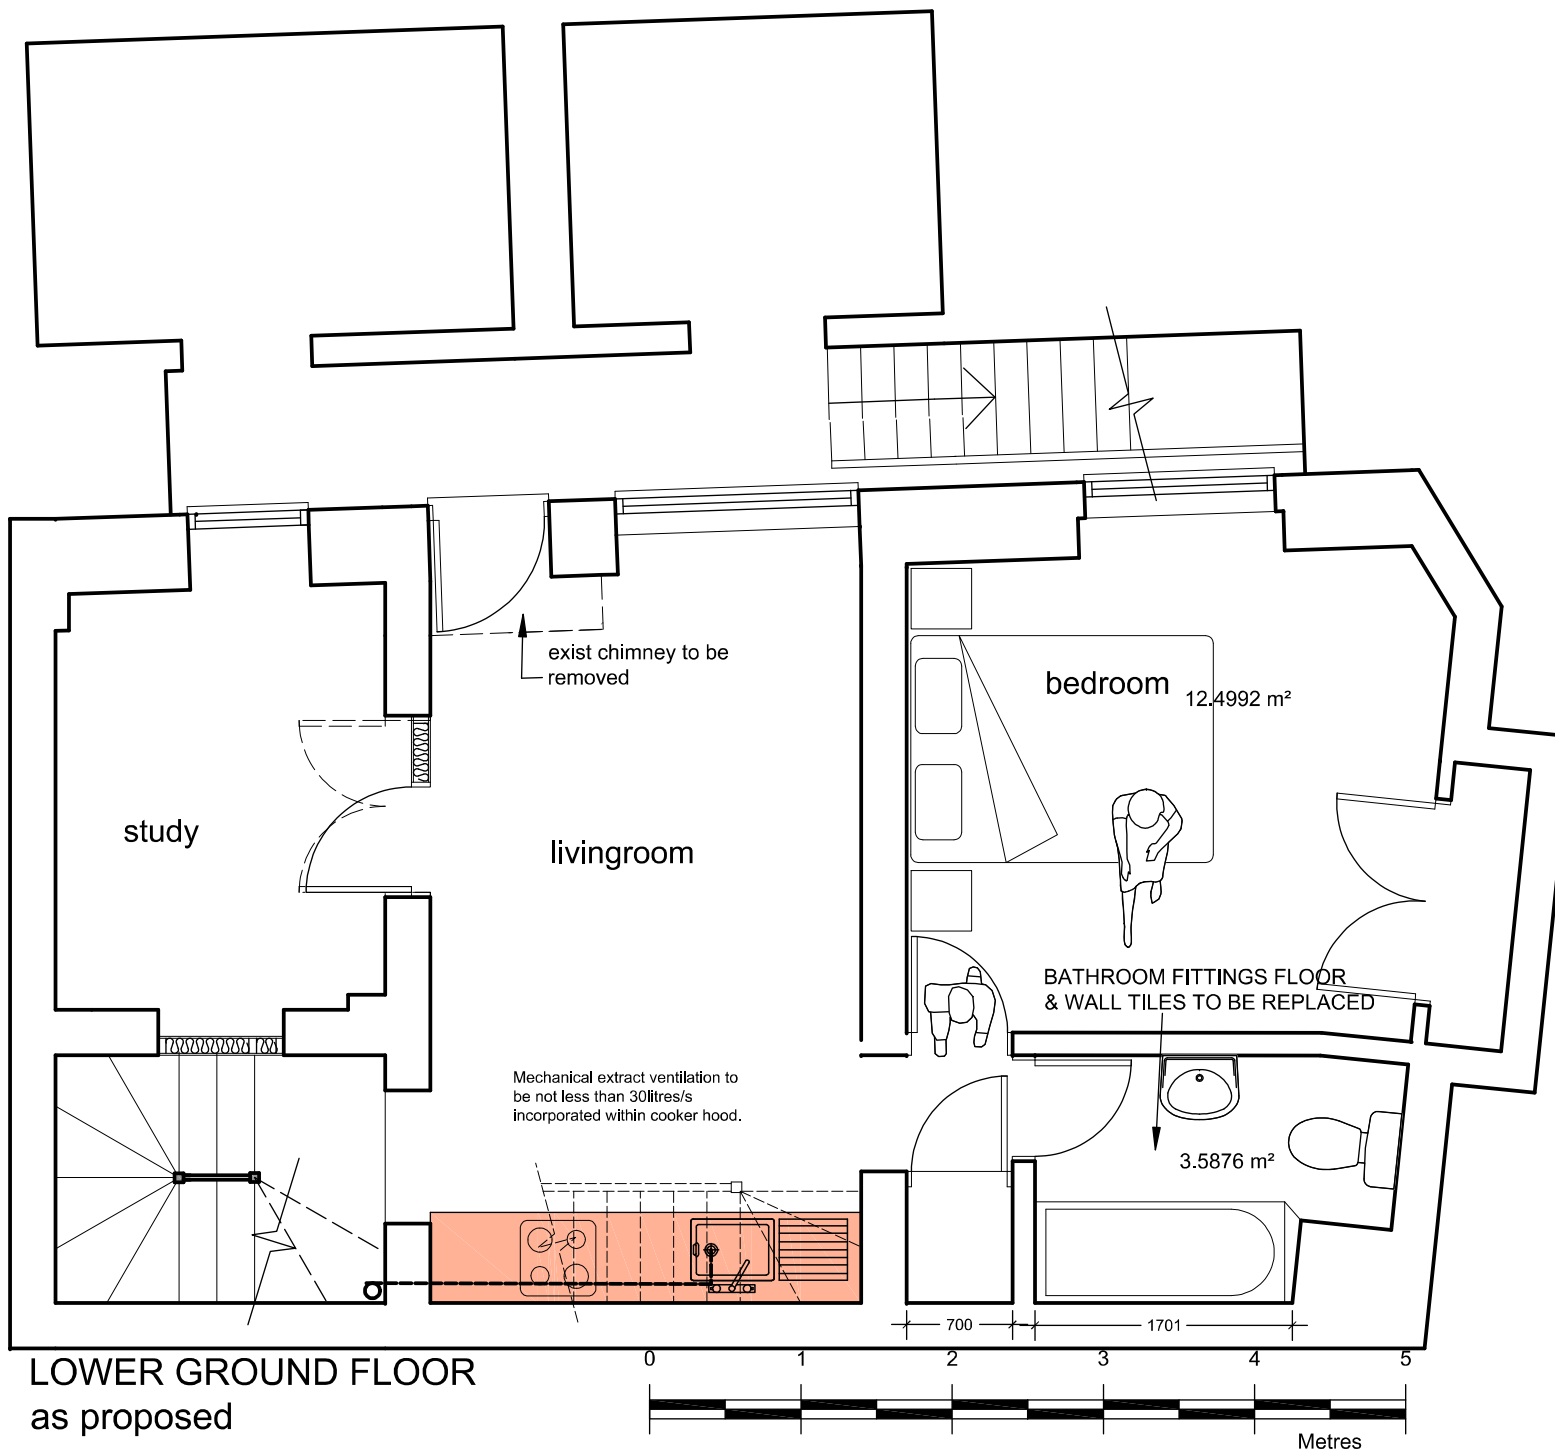 exist chimney to be
removed
bedroom
12.4992 m²
study
livingroom
BATHROOM FITTINGS FLOOR
& WALL TILES TO BE REPLACED
Mechanical extract ventilation to
be not less than 30litres/s
incorporated within cooker hood.
3.5876 m²
700
1701
LOWER GROUND FLOOR
as proposed
0 1 2 3 4 5
Metres